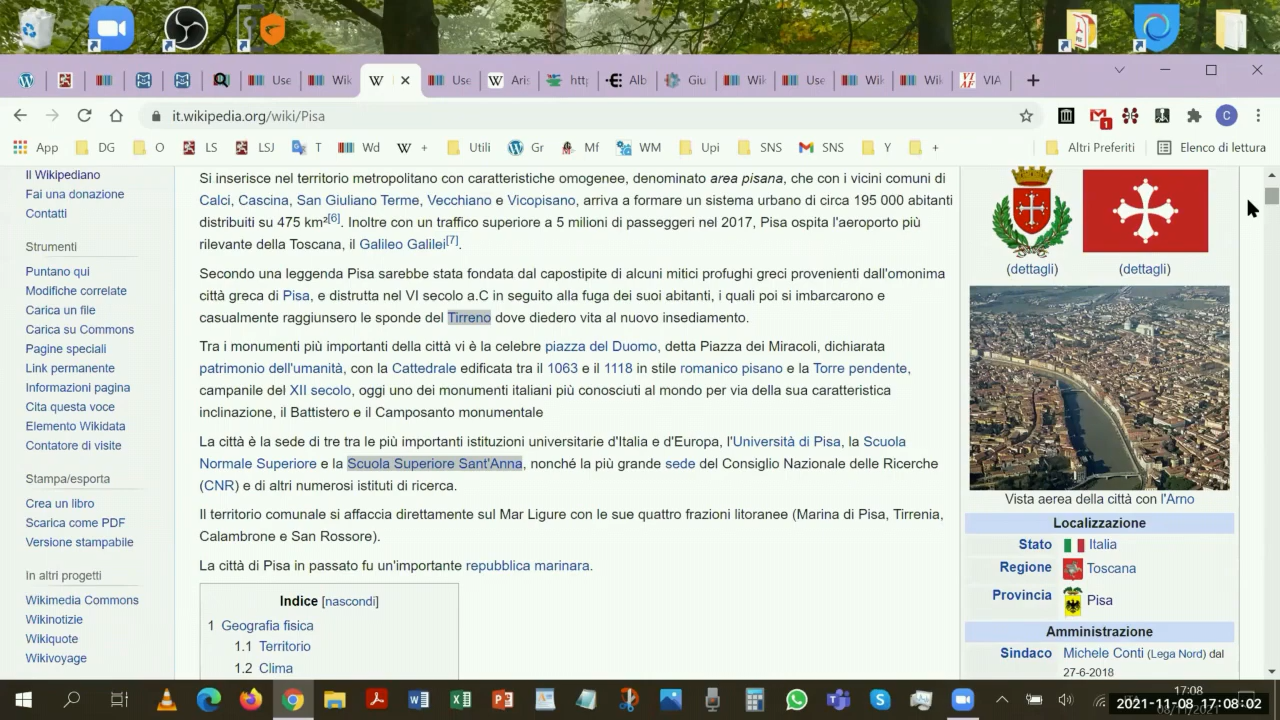 Use
Wik
W
Use
W Aris
http
Alb
Giu
Wik
Use
Wik
Wik
VIA
it.wikipedia.org/wiki/Pisa
1
C
App
DG
O
LS
LSJ
T
Wd
W +
Utili
Gr
Mf
WM
Upi
SNS
SNS
Y
+
Altri Preferiti
Elenco di lettura
Il Wikipediano
Fai una donazione
Contatti
Strumenti
Puntano qui
Modifiche correlate
Carica un file
Carica su Commons
Pagine speciali
Link permanente
Informazioni pagina
Cita questa voce
Elemento Wikidata
Contatore di visite
Stampa/esporta
Crea un libro
Scarica come PDF
Versione stampabile
In altri progetti
Wikimedia Commons
Wikinotizie
Wikiquote
Wikivoyage
Si inserisce nel territorio metropolitano con caratteristiche omogenee, denominato area pisana, che con i vicini comuni di
Calci, Cascina, San Giuliano Terme, Vecchiano e Vicopisano, arriva a formare un sistema urbano di circa 195 000 abitanti
distribuiti su 475 km²[6]. Inoltre con un traffico superiore a 5 milioni di passeggeri nel 2017, Pisa ospita l'aeroporto più
rilevante della Toscana, il Galileo Galilei[7].
Secondo una leggenda Pisa sarebbe stata fondata dal capostipite di alcuni mitici profughi greci provenienti dall'omonima
città greca di Pisa, e distrutta nel VI secolo a.C in seguito alla fuga dei suoi abitanti, i quali poi si imbarcarono e
casualmente raggiunsero le sponde del Tirreno dove diedero vita al nuovo insediamento.
Tra i monumenti più importanti della città vi è la celebre piazza del Duomo, detta Piazza dei Miracoli, dichiarata
patrimonio dell'umanità, con la Cattedrale edificata tra il 1063 e il 1118 in stile romanico pisano e la Torre pendente,
campanile del XII secolo, oggi uno dei monumenti italiani più conosciuti al mondo per via della sua caratteristica
inclinazione, il Battistero e il Camposanto monumentale
La città è la sede di tre tra le più importanti istituzioni universitarie d'Italia e d'Europa, l'Università di Pisa, la Scuola
Normale Superiore e la Scuola Superiore Sant'Anna, nonché la più grande sede del Consiglio Nazionale delle Ricerche
(CNR) e di altri numerosi istituti di ricerca.
Il territorio comunale si affaccia direttamente sul Mar Ligure con le sue quattro frazioni litoranee (Marina di Pisa, Tirrenia,
Calambrone e San Rossore).
La città di Pisa in passato fu un'importante repubblica marinara.
Indice [nascondi]
1 Geografia fisica
1.1 Territorio
1.2 Clima
(dettagli)
(dettagli)
Vista aerea della città con l'Arno
Localizzazione
Stato Italia
Regione Toscana
Provincia Pisa
Amministrazione
Sindaco Michele Conti (Lega Nord) dal
27-6-2018
17:08
2021-11-08 17:08:02